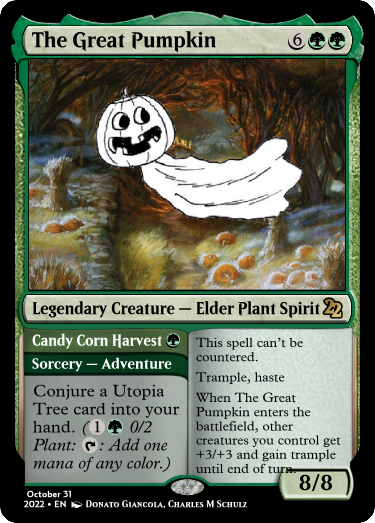 The Great Pumpkin 6
Legendary Creature — Elder Plant Spirit
Candy Corn Harvest
Sorcery — Adventure
Conjure a Utopia
Tree card into your
hand. (1 0/2
Plant: : Add one
mana of any color.)
This spell can't be
countered.
Trample, haste
When The Great
Pumpkin enters the
battlefield, other
creatures you control get
+3/+3 and gain trample
until end of turn.
8/8
October 31
2022 • EN DONATO GIANCOLA, CHARLES M SCHULZ